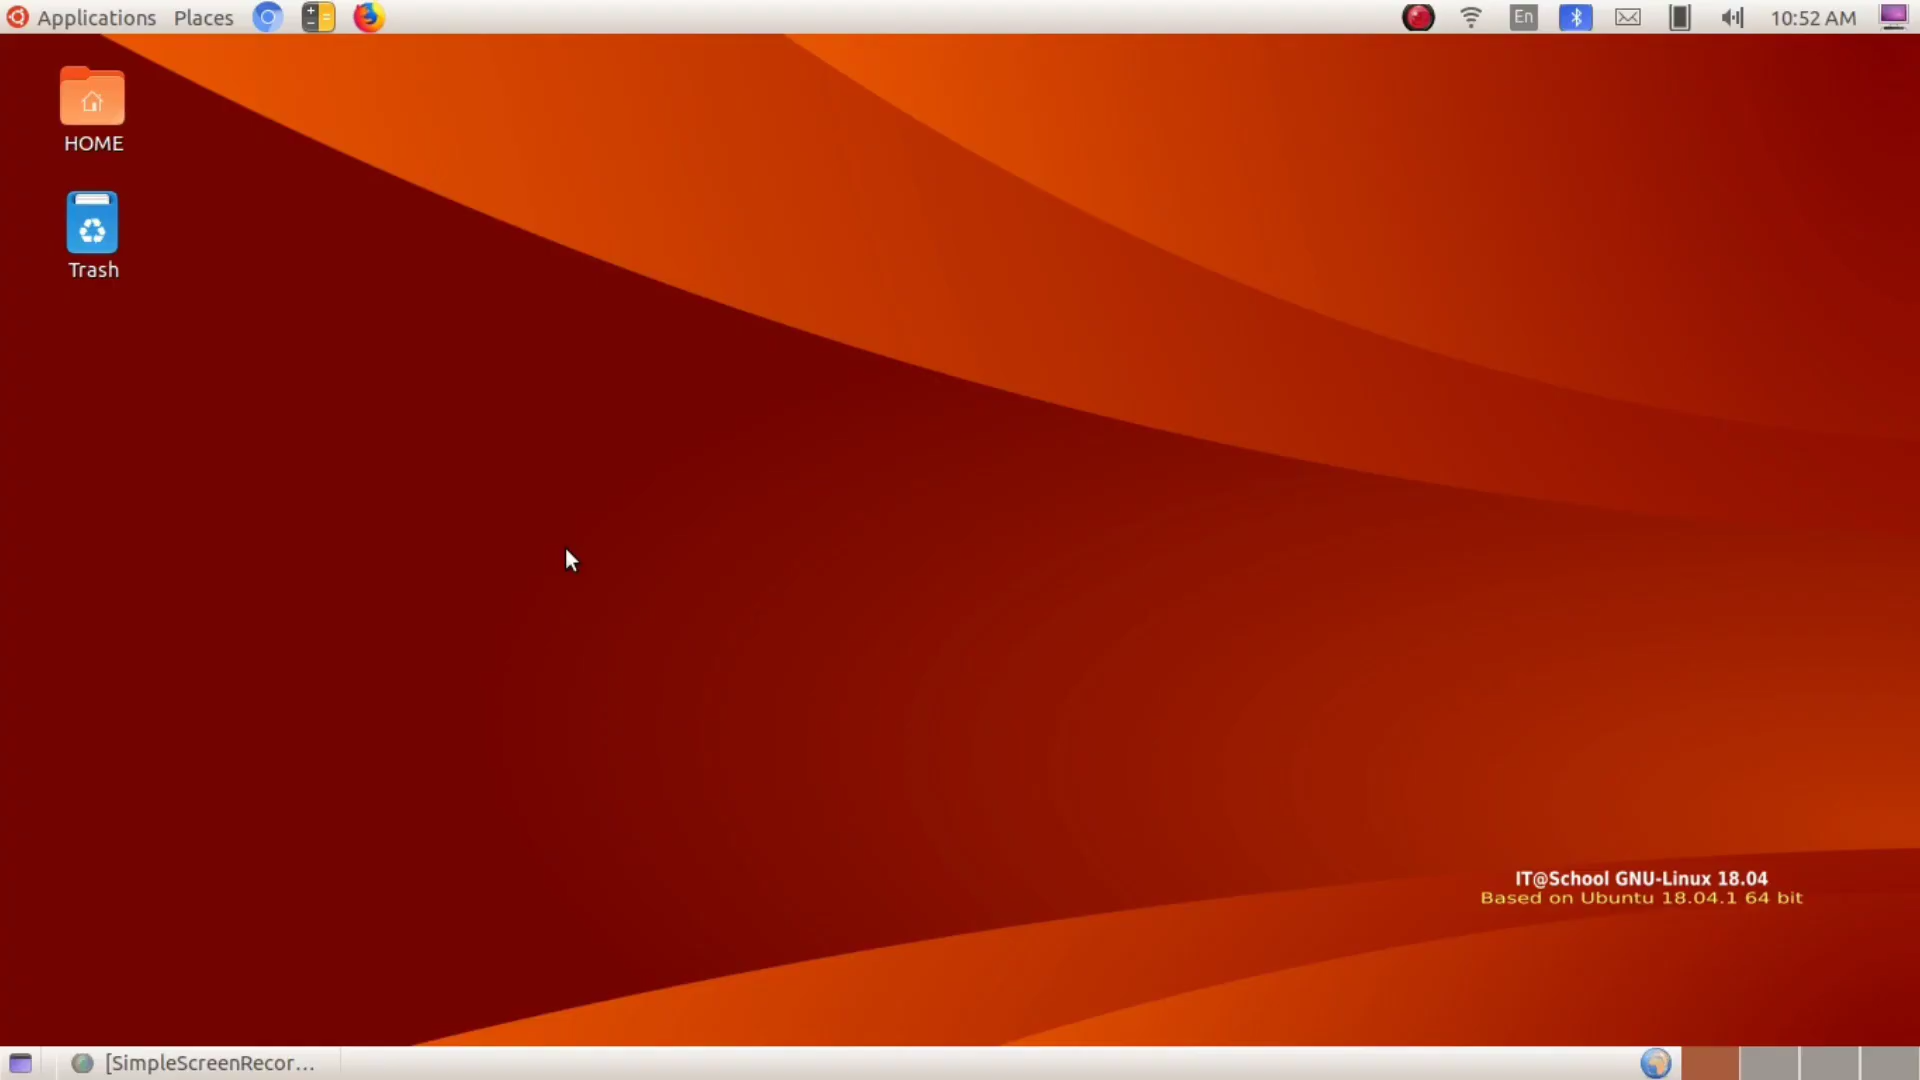 Applications Places
En
10:52 AM
HOME
Trash
IT@School GNU-Linux 18.04
Based on Ubuntu 18.04.1 64 bit
[SimpleScreenRecor...